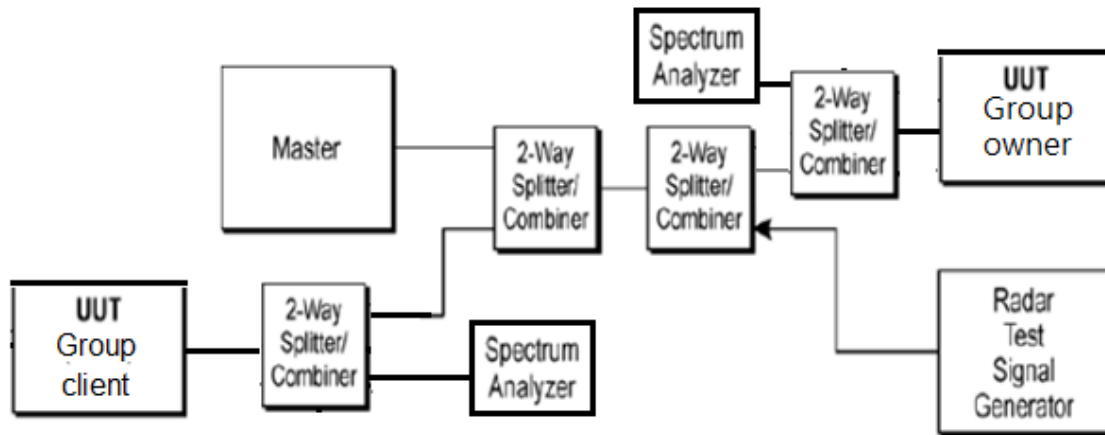 Spectrum
Analyzer
2-Way
Splitter/
Combiner
UUT
Group
owner
Master
2-Way
Splitter/
Combiner
2-Way
Splitter/
Combiner
UUT
Group
client
2-Way
Splitter/
Combiner
Spectrum
Analyzer
Radar
Test
Signal
Generator